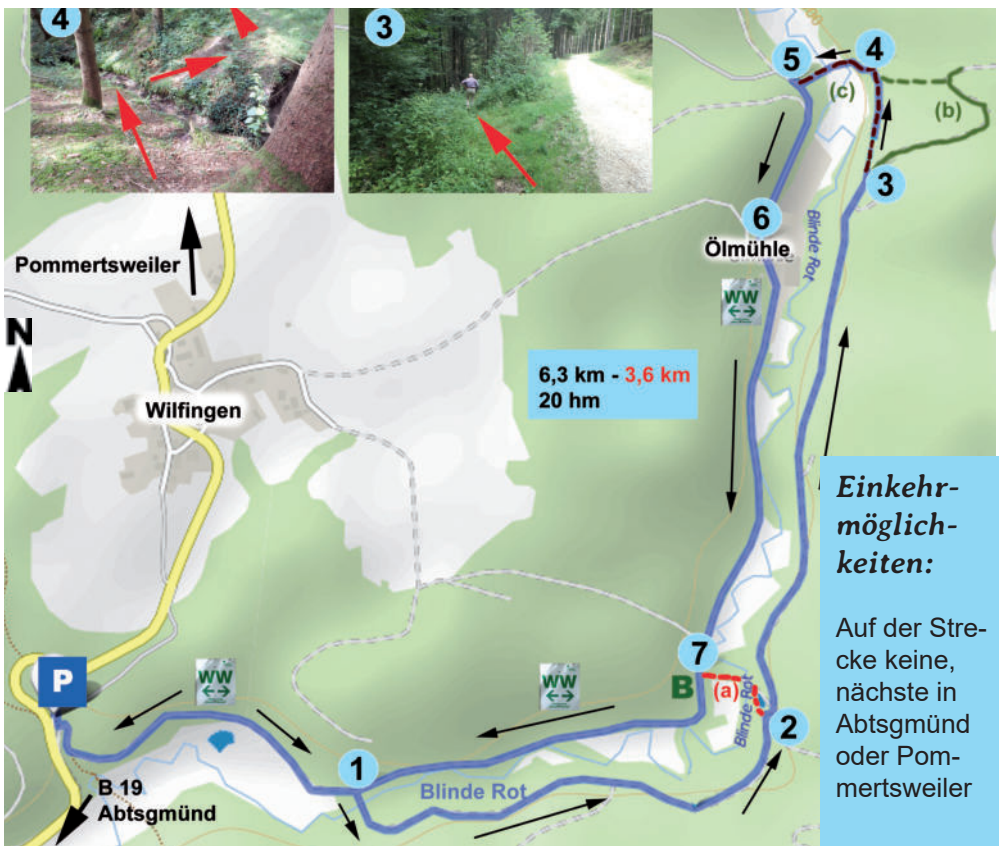 4
3
5
4
(c)
(b)
3
Blinde Rot
6
Ölmühle
WW
Pommertsweiler
N
6,3 km - 3,6 km
20 hm
Wilfingen
Einkehr-
möglich-
keiten:
Auf der Stre-
cke keine,
nächste in
Abtsgmünd
oder Pom-
mertsweiler
7
B
(a)
Blinde Rot
2
P
WW
WW
1
Blinde Rot
B 19
Abtsgmünd